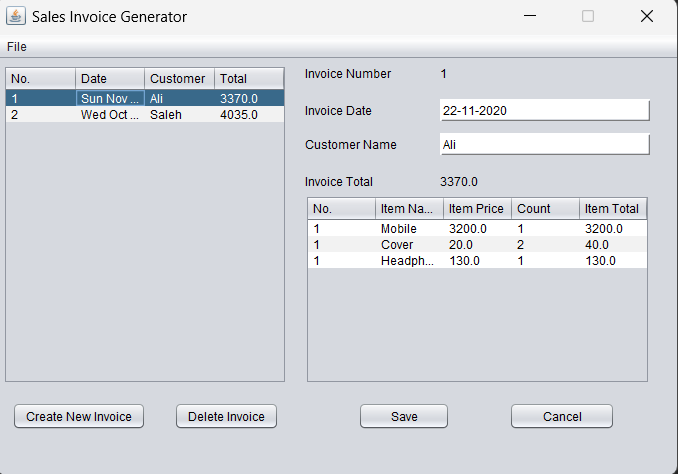 Sales Invoice Generator
File
No. Date Customer Total
1 Sun Nov ... Ali 3370.0
2 Wed Oct ... Saleh 4035.0
Invoice Number 1
Invoice Date 22-11-2020
Customer Name Ali
Invoice Total 3370.0
No. Item Na... Item Price Count Item Total
1 Mobile 3200.0 1 3200.0
1 Cover 20.0 2 40.0
1 Headph... 130.0 1 130.0
Create New Invoice Delete Invoice Save Cancel